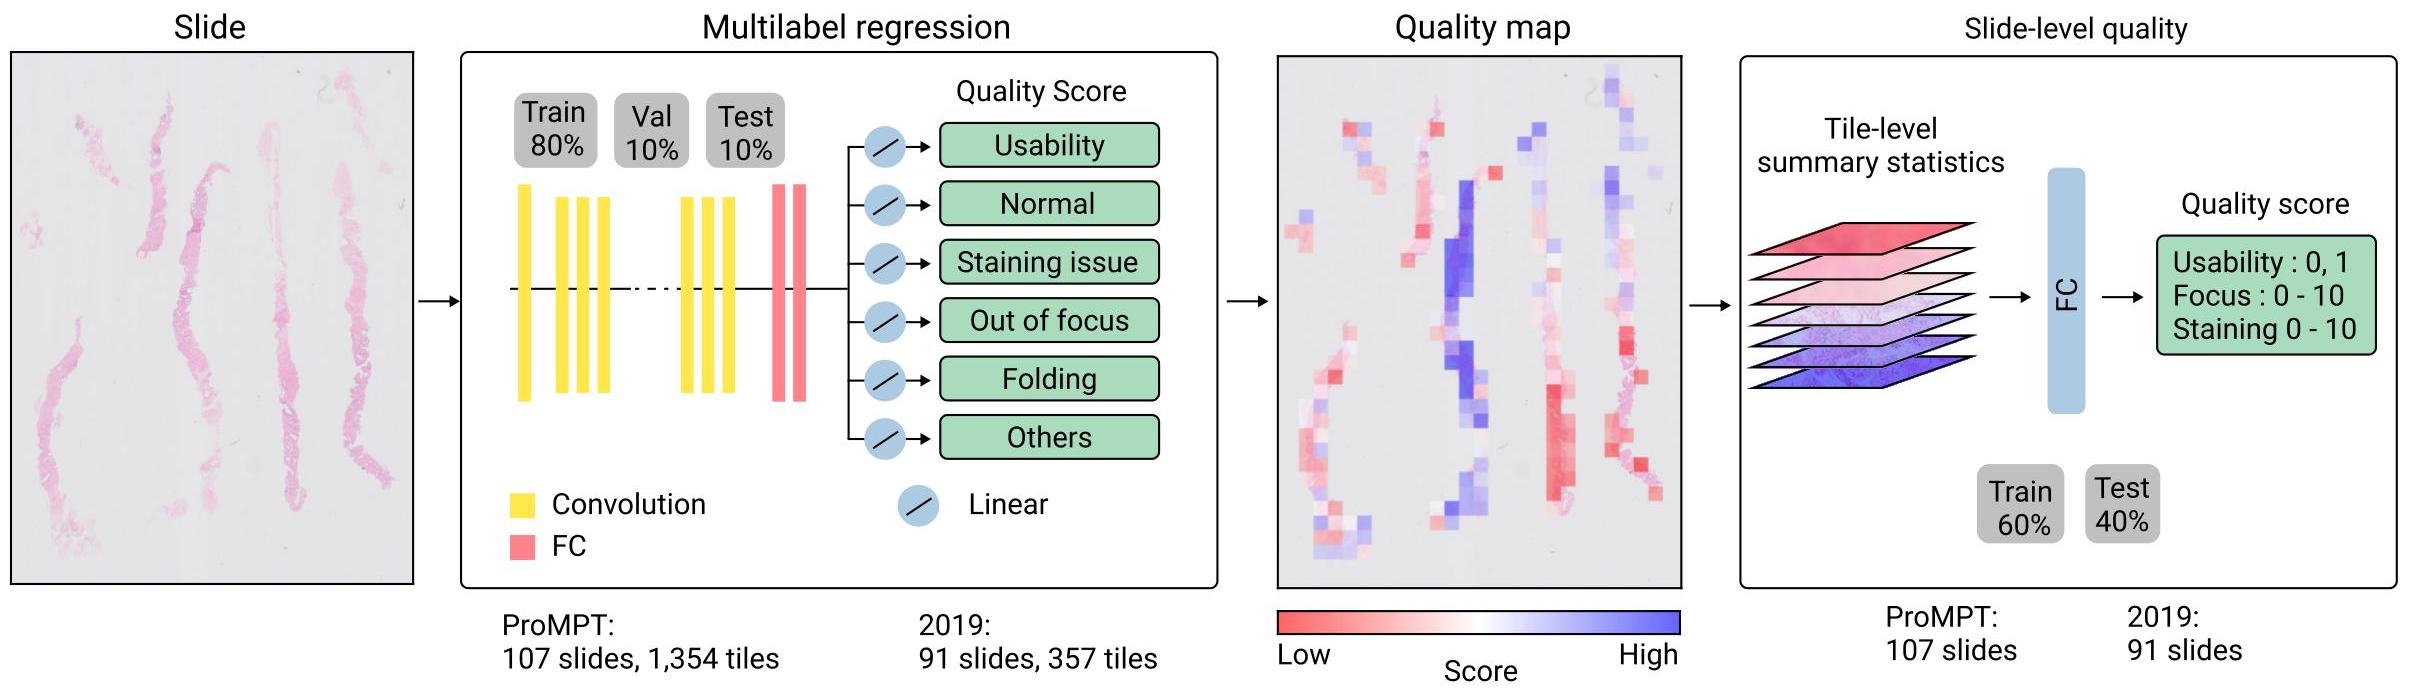 Slide
Multilabel regression
Train
80%
Val
10%
Test
10%
Quality Score
Usability
Normal
Staining issue
Out of focus
Folding
Others
Convolution
FC
Linear
ProMPT:
107 slides, 1,354 tiles
2019:
91 slides, 357 tiles
Quality map
Low
High
Score
Slide-level quality
Tile-level
summary statistics
FC
Quality score
Usability : 0, 1
Focus : 0 - 10
Staining 0 - 10
Train
60%
Test
40%
ProMPT:
107 slides
2019:
91 slides